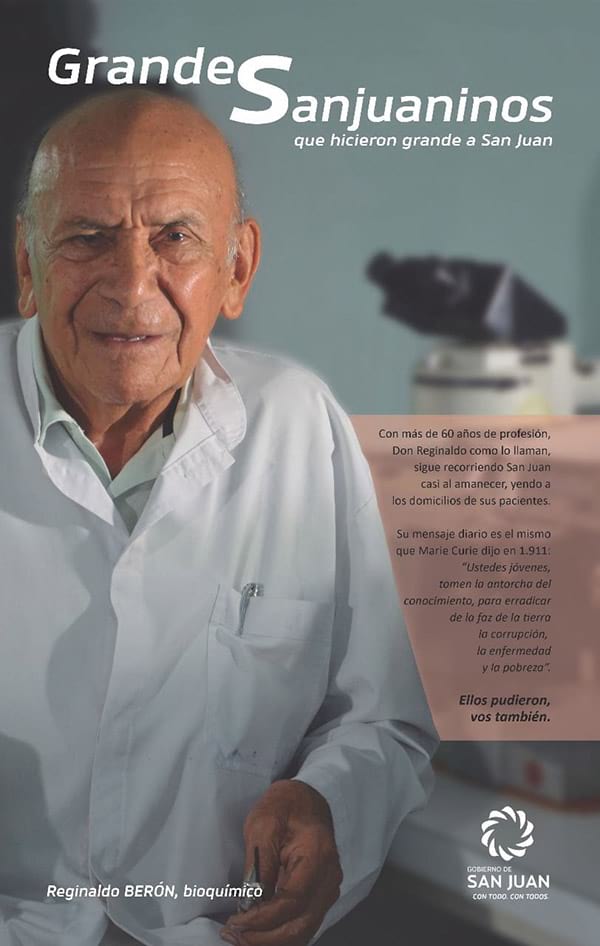 Grandes
Sanjuaninos
que hicieron grande a San Juan
Con más de 60 años de profesión,
Don Reginaldo como lo llaman,
sigue recorriendo San Juan
casi al amanecer, yendo a
los domicilios de sus pacientes.
Su mensaje diario es el mismo
que Marie Curie dijo en 1.911:
“Ustedes jóvenes,
tomen la antorcha del
conocimiento, para erradicar
de la faz de la tierra
la corrupción,
la enfermedad
y la pobreza”.
Ellos pudieron,
vos también.
Reginaldo BERÓN, bioquímico
GOBIERNO DE
SAN JUAN
CON TODO. CON TODOS.